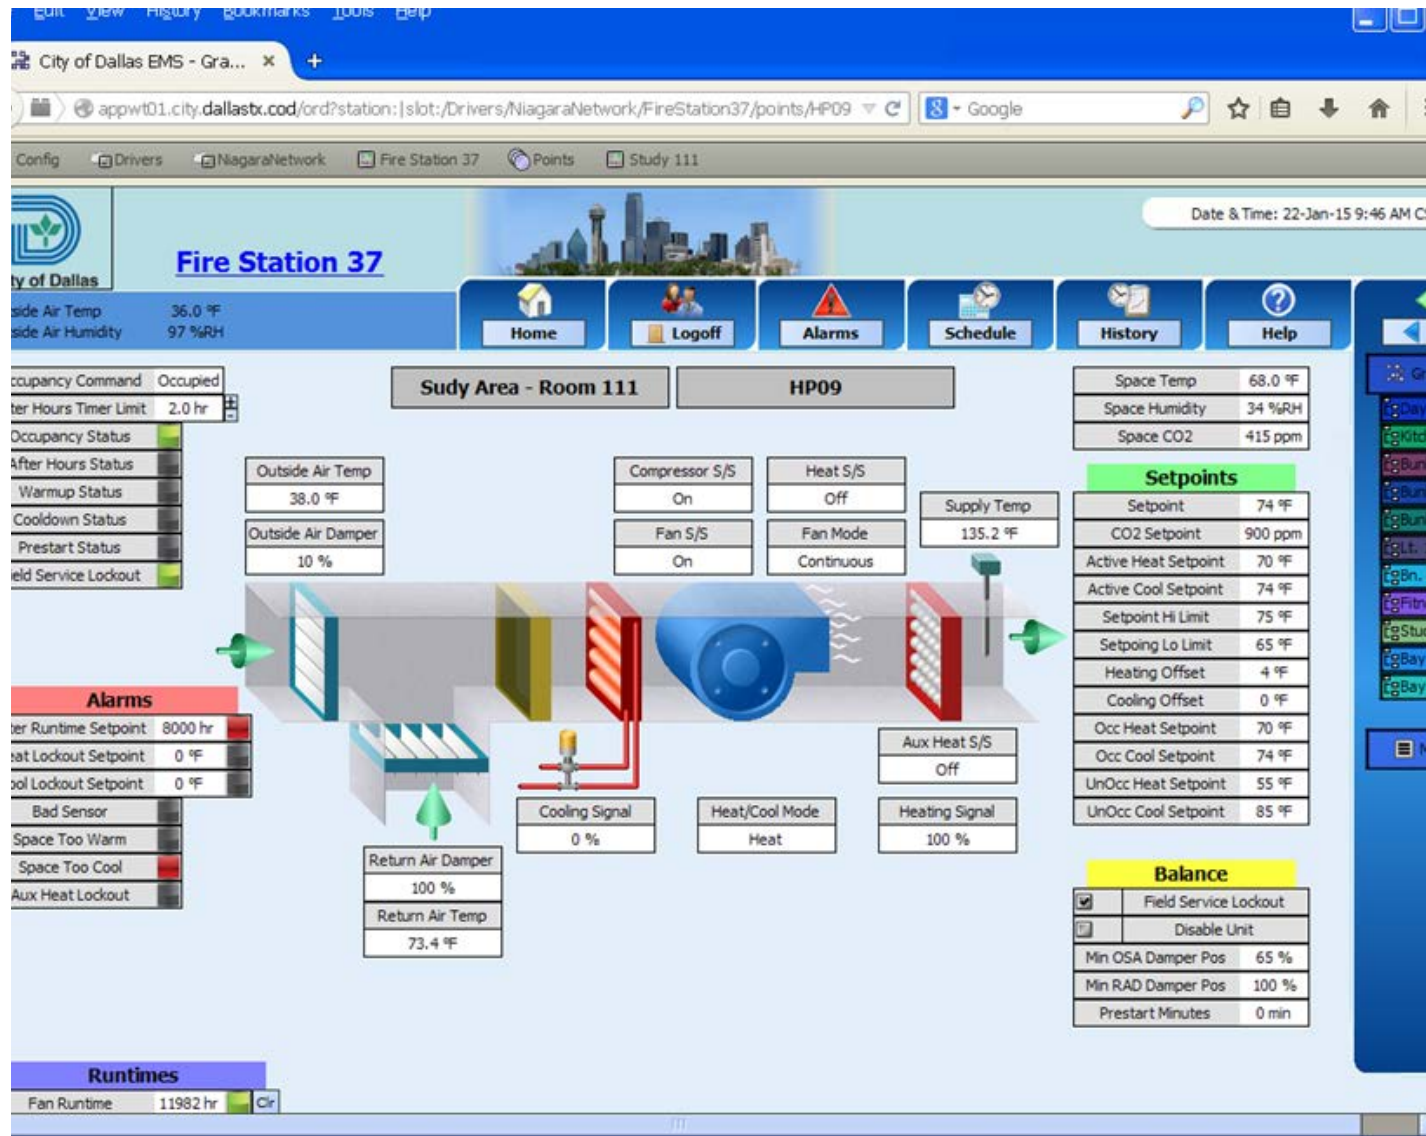 Edit View History Bookmarks Tools Help
City of Dallas EMS - Gra... × +
appwt01.city.dallastx.cod/ord?station:|slot:/Drivers/NiagaraNetwork/FireStation37/points/HP09 Google
Config Drivers NiagaraNetwork Fire Station 37 Points Study 111
Date & Time: 22-Jan-15 9:46 AM
Fire Station 37
of Dallas
Air Temp 36.0 °F
Air Humidity 97 %RH
Home Logoff Alarms Schedule History Help
Command Occupied
Hours Timer Limit 2.0 hr + -
Occupancy Status
After Hours Status
Warmup Status
Cooldown Status
Prestart Status
Service Lockout
Sudy Area - Room 111 HP09
Space Temp 68.0 °F
Space Humidity 34 %RH
Space CO2 415 ppm
Outside Air Temp
38.0 °F
Outside Air Damper
10 %
Compressor S/S
On
Heat S/S
Off
Fan S/S
On
Fan Mode
Continuous
Supply Temp
135.2 °F
Setpoints
Setpoint 74 °F
CO2 Setpoint 900 ppm
Active Heat Setpoint 70 °F
Active Cool Setpoint 74 °F
Setpoint Hi Limit 75 °F
Setpoing Lo Limit 65 °F
Heating Offset 4 °F
Cooling Offset 0 °F
Occ Heat Setpoint 70 °F
Occ Cool Setpoint 74 °F
UnOcc Heat Setpoint 55 °F
UnOcc Cool Setpoint 85 °F
Alarms
Runtime Setpoint 8000 hr
Lockout Setpoint 0 °F
Lockout Setpoint 0 °F
Bad Sensor
Space Too Warm
Space Too Cool
Aux Heat Lockout
Aux Heat S/S
Off
Cooling Signal
0 %
Heat/Cool Mode
Heat
Heating Signal
100 %
Return Air Damper
100 %
Return Air Temp
73.4 °F
Balance
Field Service Lockout
Disable Unit
Min OSA Damper Pos 65 %
Min RAD Damper Pos 100 %
Prestart Minutes 0 min
Runtimes
Fan Runtime 11982 hr Clr